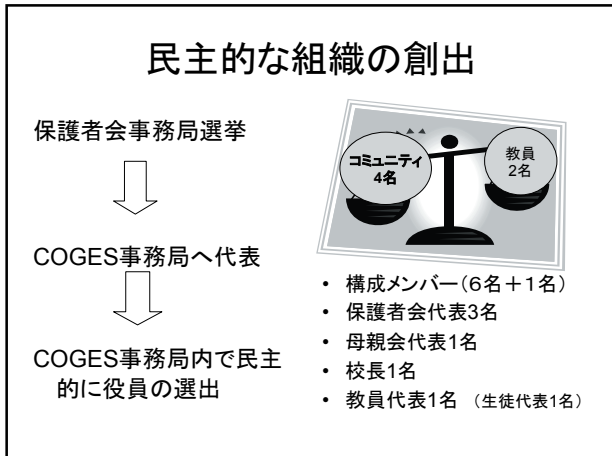 民主的な組織の創出
保護者会事務局選挙
COGES事務局へ代表
COGES事務局内で民主
的に役員の選出
コミュニティ
4名
教員
2名
• 構成メンバー(6名+1名)
• 保護者会代表3名
• 母親会代表1名
• 校長1名
• 教員代表1名 (生徒代表1名)